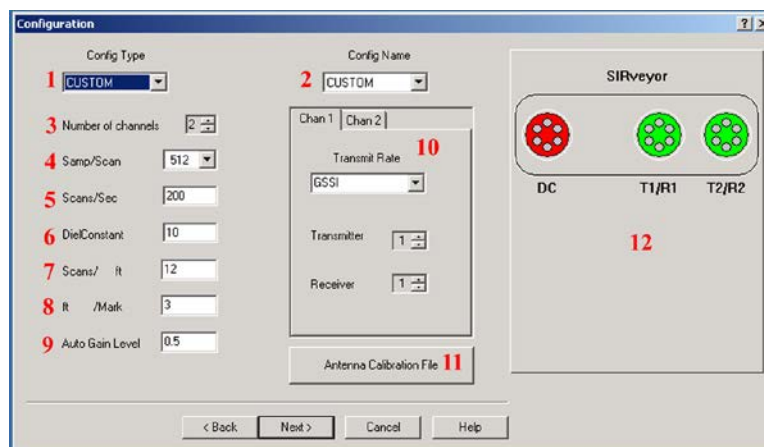 Configuration
Config Type
Config Name
1 CUSTOM
2 CUSTOM
SIRveyor
3 Number of channels 2
Chan 1 Chan 2
4 Samp/Scan 512
10
Transmit Rate
5 Scans/Sec 200
GSSI
DC T1/R1 T2/R2
6 DielConstant 10
Transmitter 1
12
7 Scans/ ft 12
Receiver 1
8 ft /Mark 3
9 Auto Gain Level 0.5
Antenna Calibration File 11
< Back Next > Cancel Help